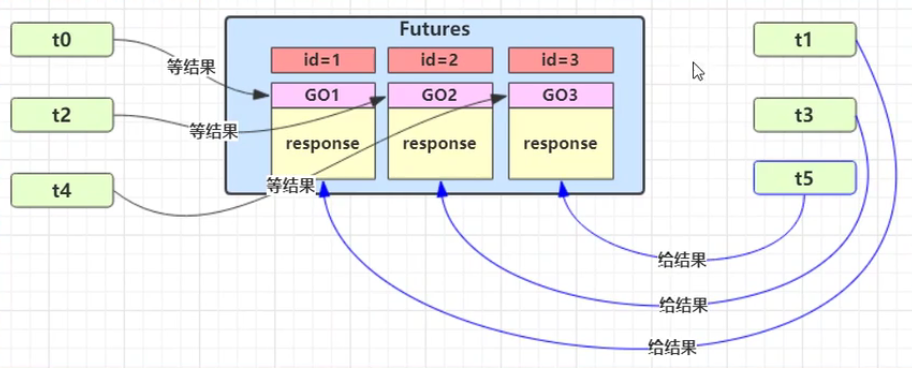 Futures
t0
t2
t4
等结果
等结果
等结果
id=1
id=2
id=3
GO1
GO2
GO3
response
response
response
t1
t3
t5
给结果
给结果
给结果